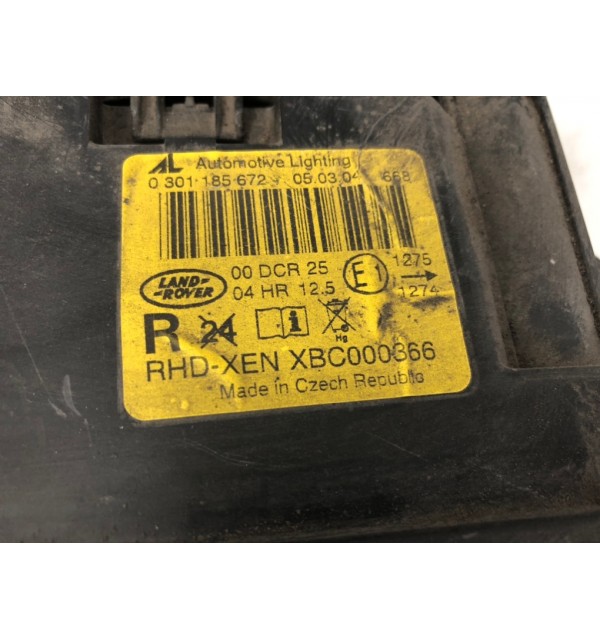 AL Automotive Lighting
0 301 185 672 05.03.04 668
LAND-
-ROVER
00 DCR 25
04 HR 12.5
E1
1275
1274
R 24
i
Hg
RHD-XEN XBC000366
Made in Czech Republic